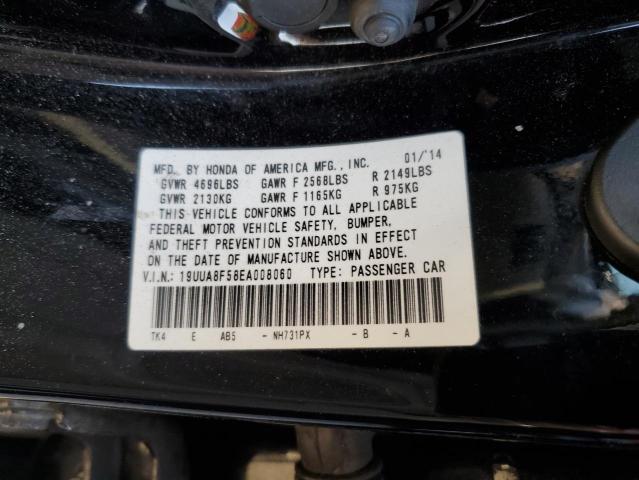 MFD. BY HONDA OF AMERICA MFG., INC. 01/'14
GVWR 4696LBS GAWR F 2568LBS R 2149LBS
GVWR 2130KG GAWR F 1165KG R 975KG
THIS VEHICLE CONFORMS TO ALL APPLICABLE
FEDERAL MOTOR VEHICLE SAFETY, BUMPER,
AND THEFT PREVENTION STANDARDS IN EFFECT
ON THE DATE OF MANUFACTURE SHOWN ABOVE.
V.I.N.: 19UUA8F58EA008060 TYPE: PASSENGER CAR
TK4 E AB5 - NH731PX - B - A